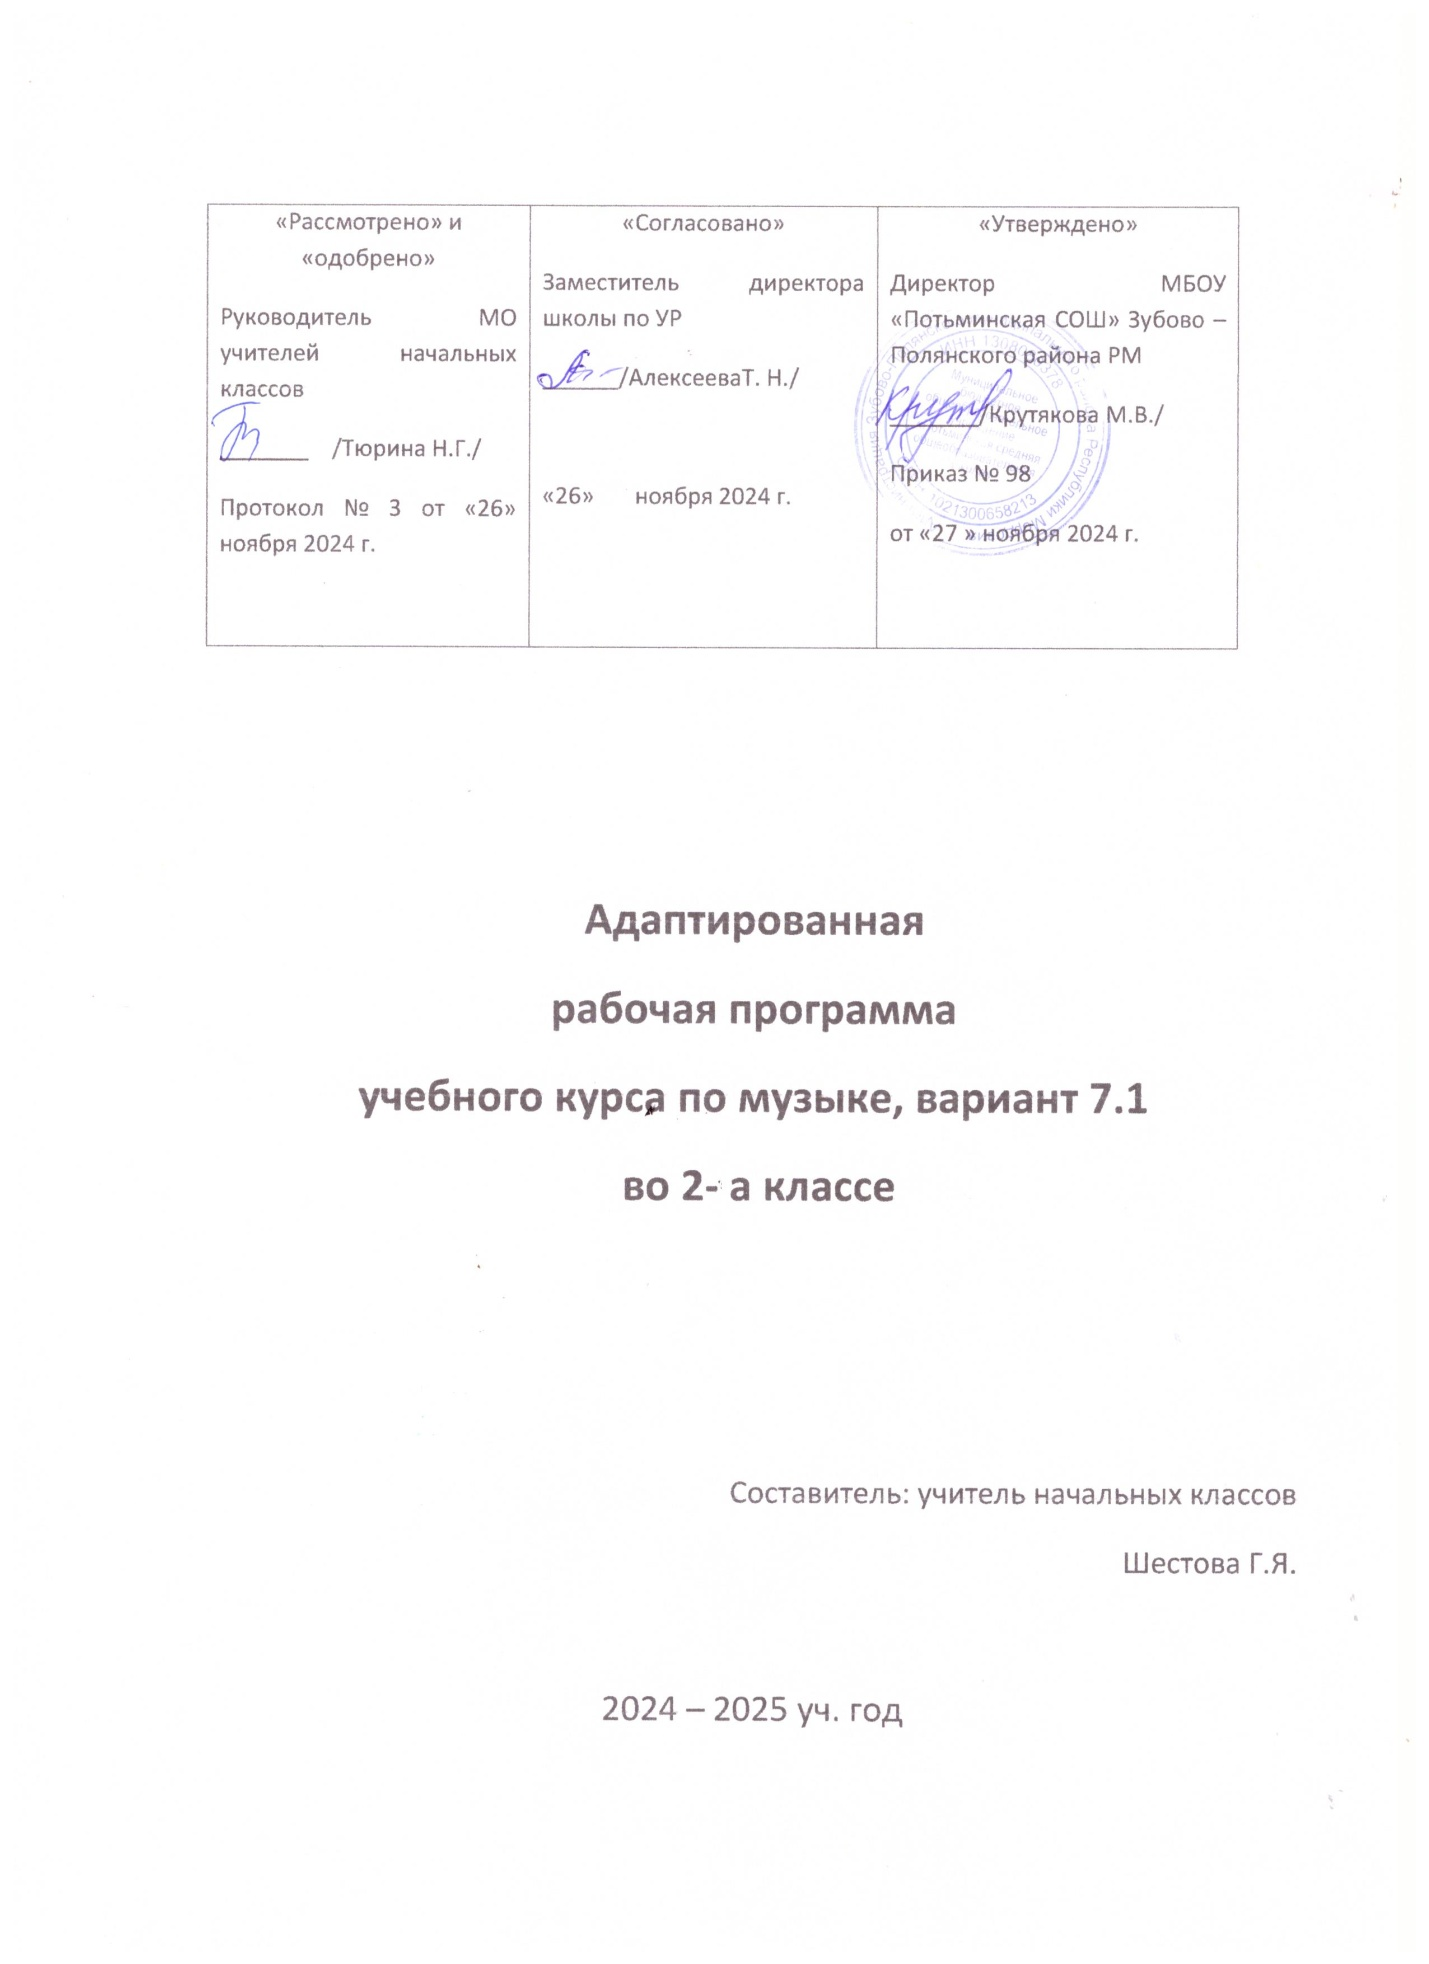 «Рассмотрено» и
«одобрено»
Руководитель МО
учителей начальных
классов
/Тюрина Н.Г./
Протокол № 3 от «26»
ноября 2024 г.
«Согласовано»
Заместитель директора
школы по УР
/АлексееваТ. Н./
«26» ноября 2024 г.
«Утверждено»
Директор МБОУ
«Потьминская СОШ» Зубово –
Полянского района РМ
/Крутякова М.В./
Приказ № 98
от «27 » ноября 2024 г.
1021300658213
Адаптированная
рабочая программа
учебного курса по музыке, вариант 7.1
во 2- а классе
Составитель: учитель начальных классов
Шестова Г.Я.
2024 – 2025 уч. год